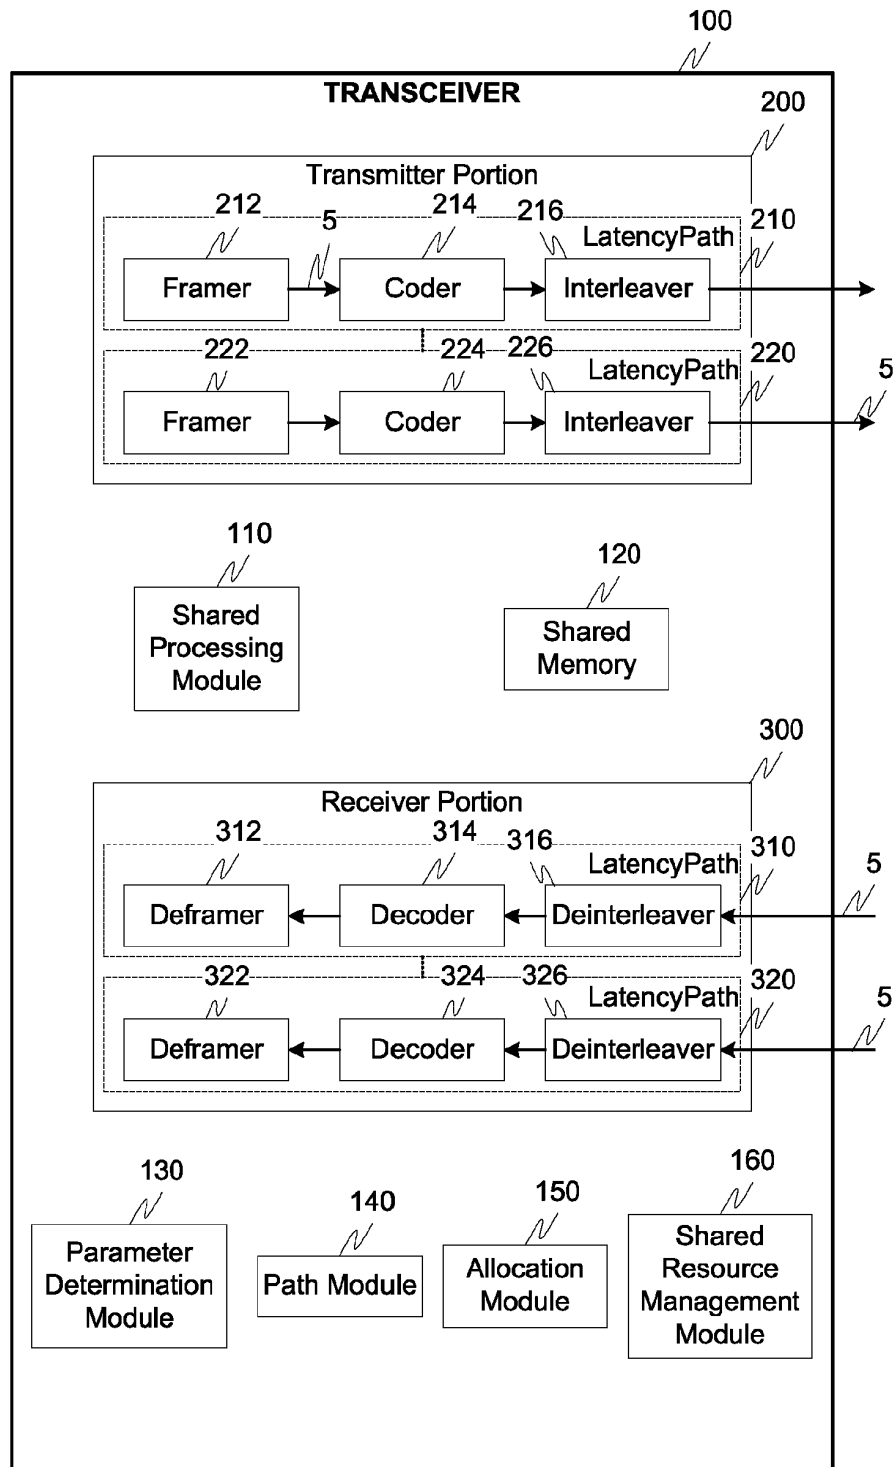 100
TRANSCEIVER
200
Transmitter Portion
212
5
214
216
210
LatencyPath
Framer
Coder
Interleaver
222
224
226
220
LatencyPath
5
Framer
Coder
Interleaver
110
120
Shared
Processing
Module
Shared
Memory
300
Receiver Portion
312
314
316
310
LatencyPath
5
Deframer
Decoder
Deinterleaver
322
324
326
320
LatencyPath
5
Deframer
Decoder
Deinterleaver
130
140
150
160
Parameter
Determination
Module
Path Module
Allocation
Module
Shared
Resource
Management
Module